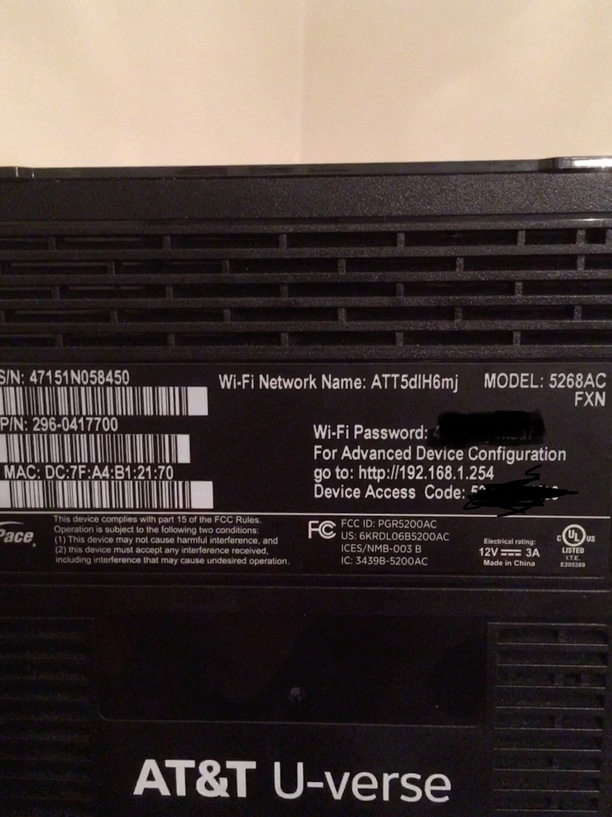 S/N: 47151N058450
Wi-Fi Network Name: ATT5dlH6mj
MODEL: 5268AC
FXN
P/N: 296-0417700
Wi-Fi Password:
For Advanced Device Configuration
go to: http://192.168.1.254
Device Access Code:
MAC: DC:7F:A4:B1:21:70
Pace
This device complies with part 15 of the FCC Rules.
Operation is subject to the following two conditions:
(1) This device may not cause harmful interference, and
(2) this device must accept any interference received,
including interference that may cause undesired operation.
FC
FCC ID: PGR5200AC
US: 6KRDL06B5200AC
ICES/NMB-003 B
IC: 3439B-5200AC
Electrical rating:
12V 3A
Made in China
C UL US
LISTED
I.T.E.
E205389
AT&T U-verse